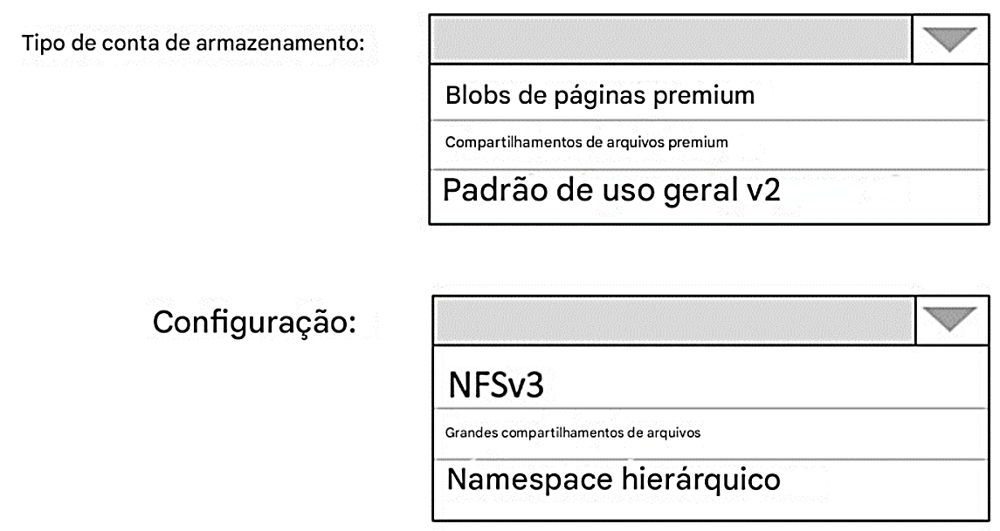 Tipo de conta de armazenamento:
Blobs de páginas premium
Compartilhamentos de arquivos premium
Padrão de uso geral v2
Configuração:
NFSv3
Grandes compartilhamentos de arquivos
Namespace hierárquico